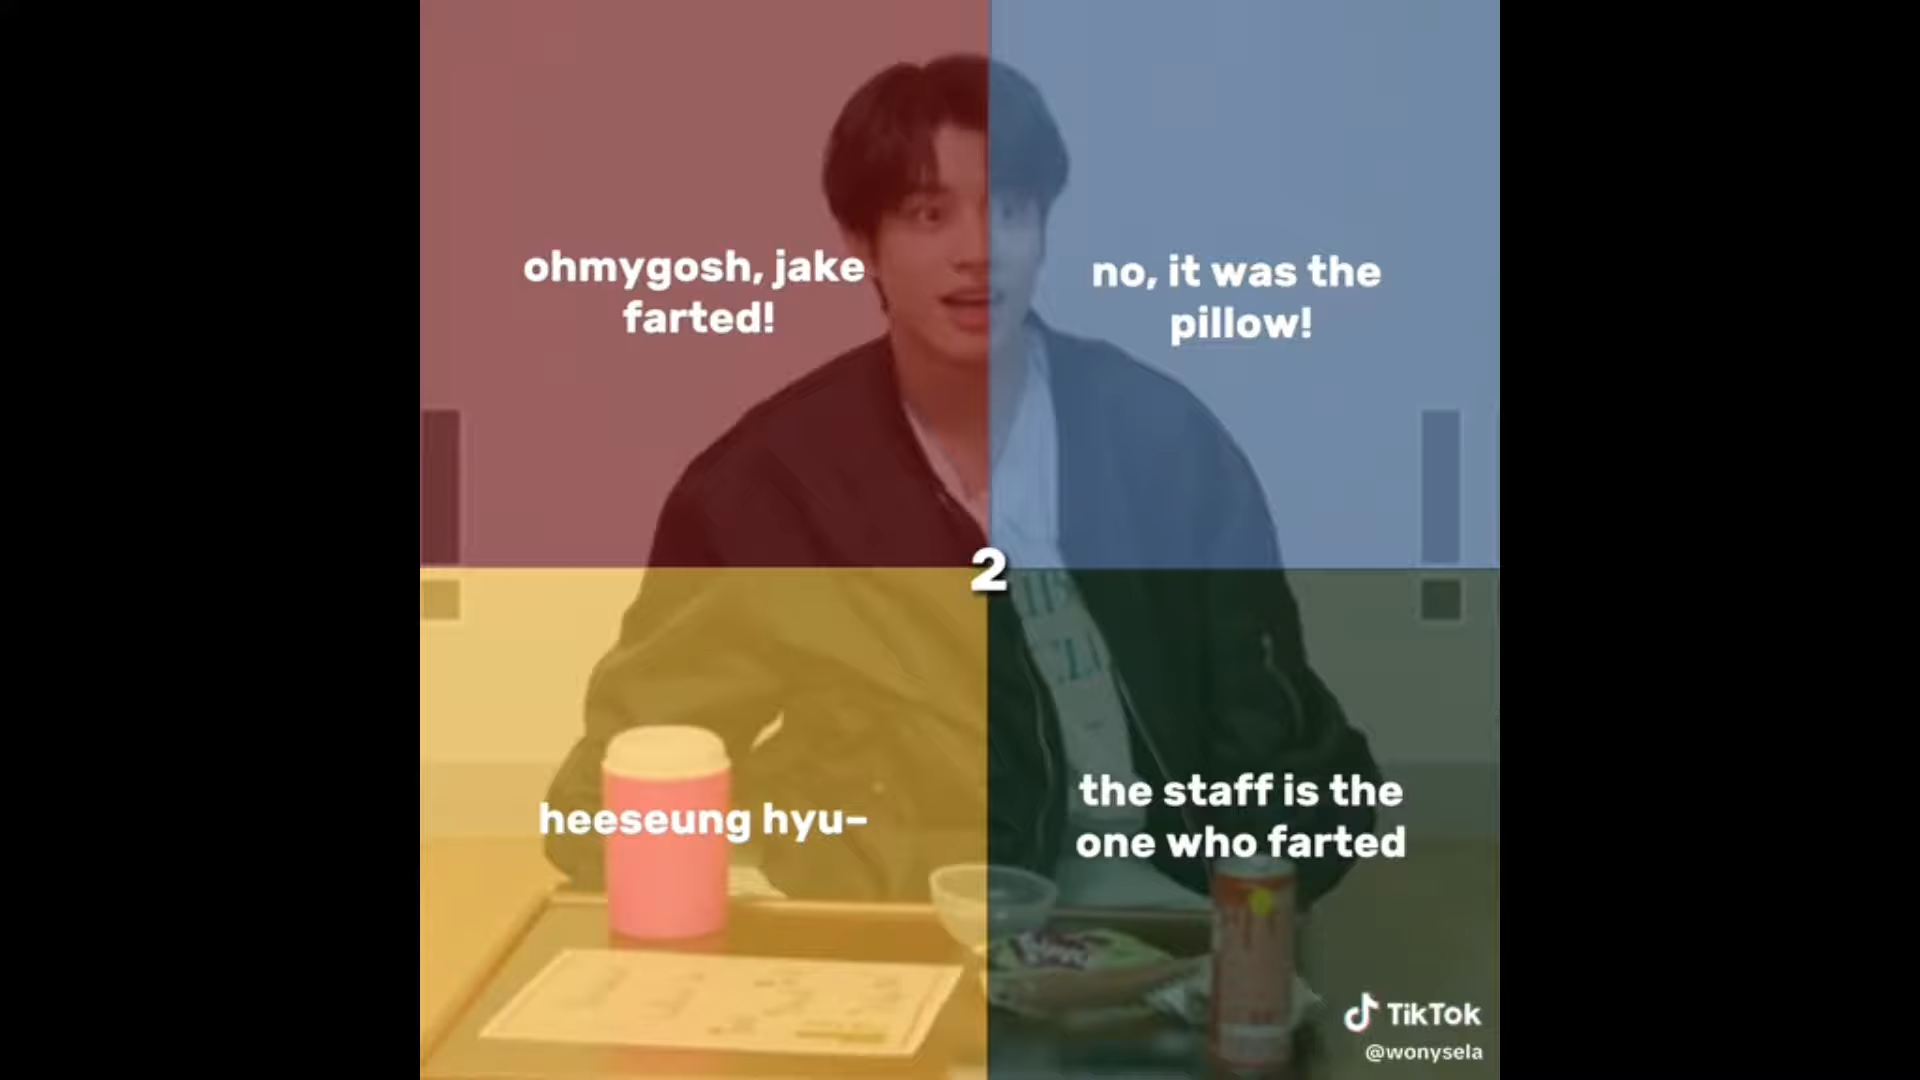 ohmygosh, jake
farted!
no, it was the
pillow!
2
heeseung hyu–
the staff is the
one who farted
TikTok
@wonysela